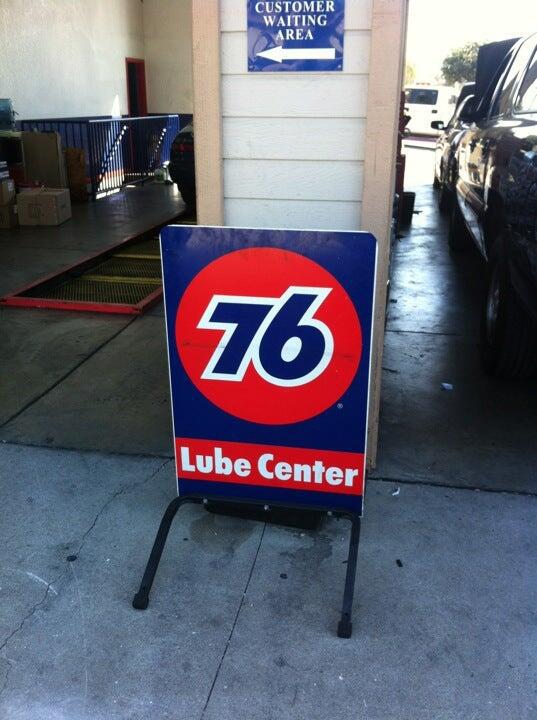 CUSTOMER
WAITING
AREA
76
®
Lube Center